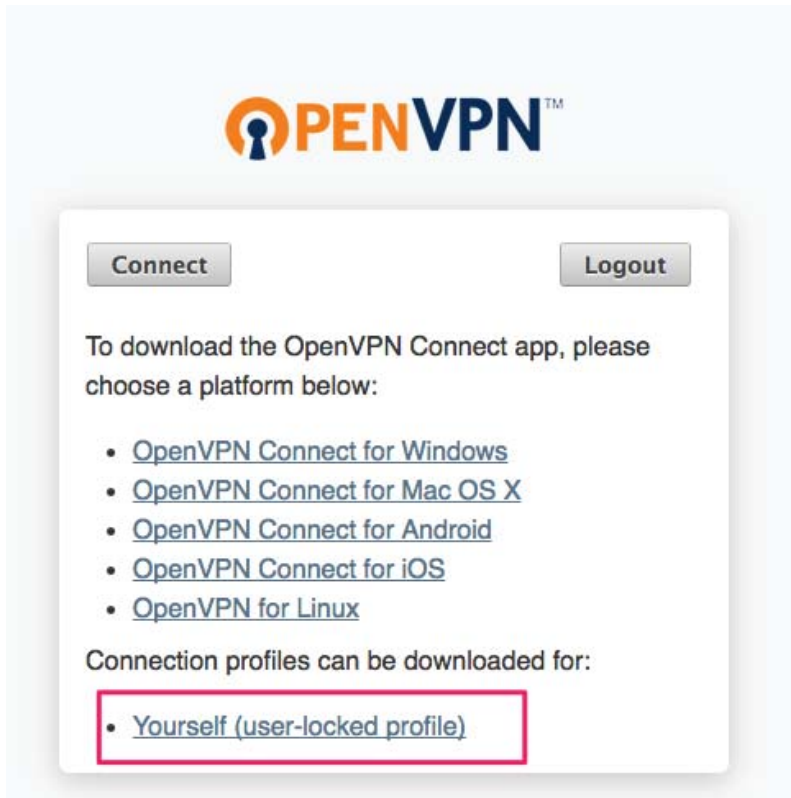 OPENVPN™
Connect
Logout
To download the OpenVPN Connect app, please
choose a platform below:
• OpenVPN Connect for Windows
• OpenVPN Connect for Mac OS X
• OpenVPN Connect for Android
• OpenVPN Connect for iOS
• OpenVPN for Linux
Connection profiles can be downloaded for:
• Yourself (user-locked profile)